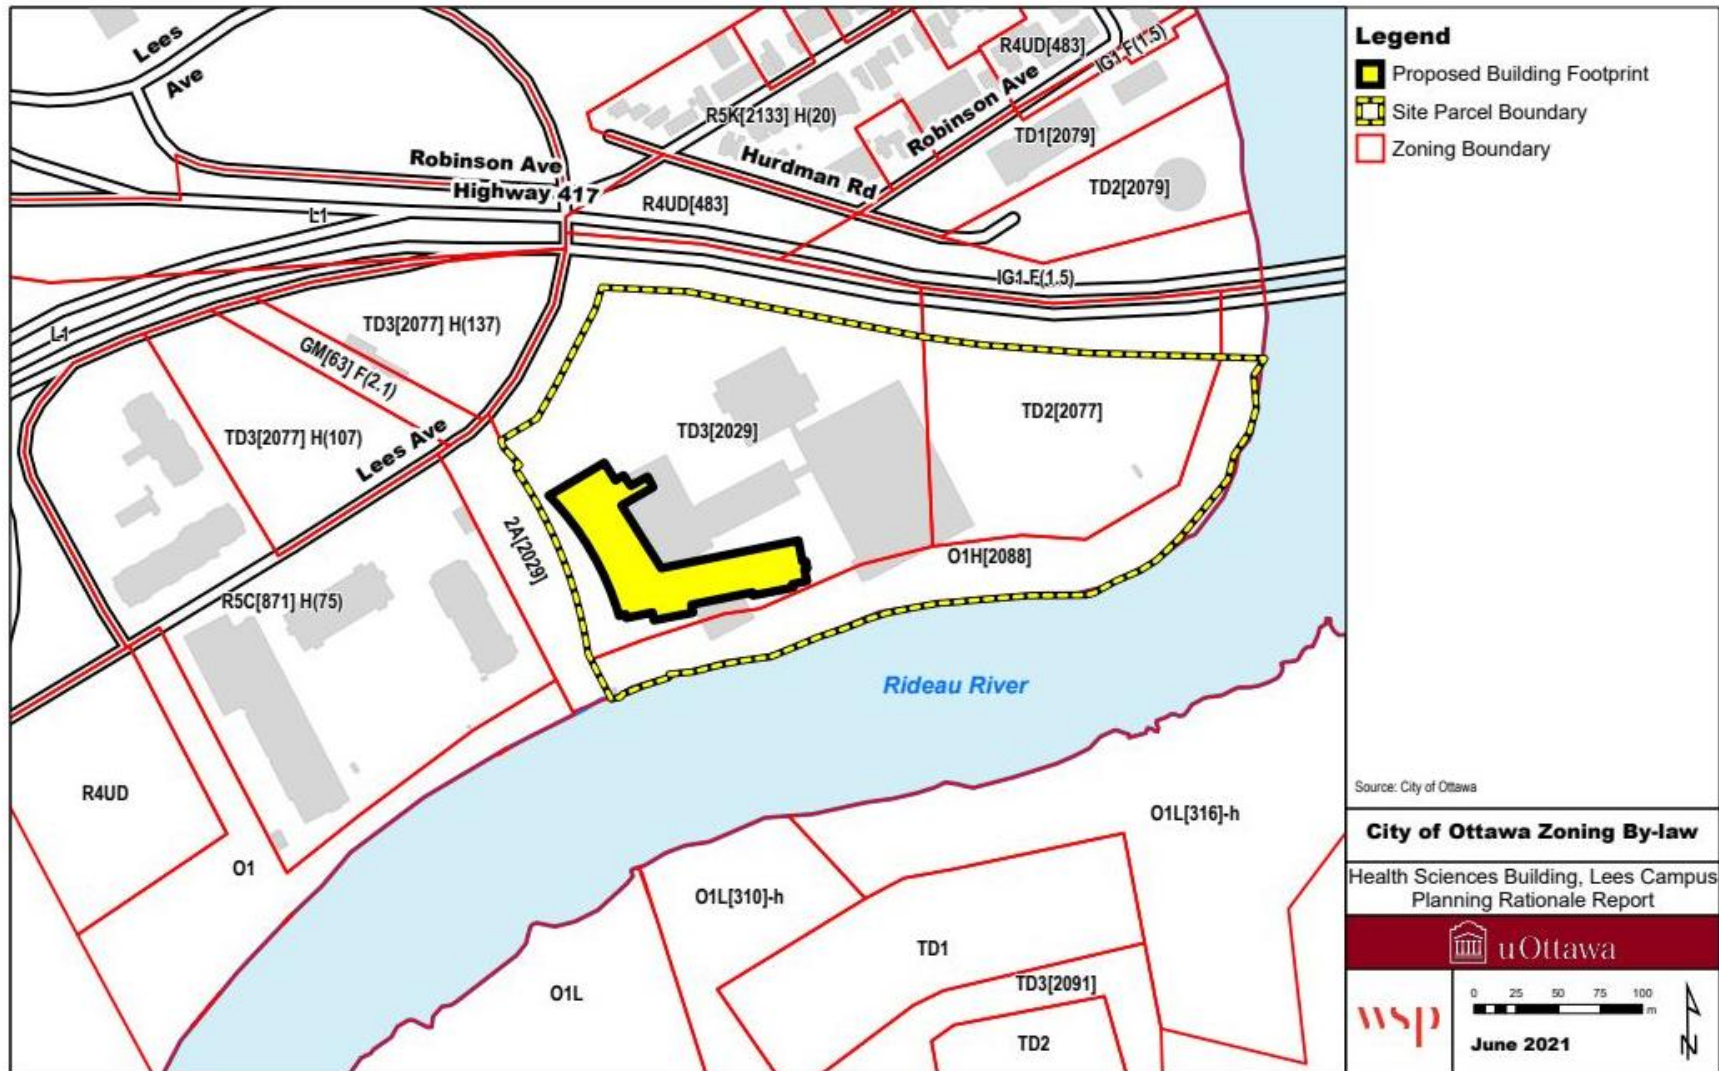 Lees
Ave
R4UD[483]
IG1 F(1.5)
R5K[2133] H(20)
Robinson Ave
TD1[2079]
Robinson Ave
Hurdman Rd
Highway 417
TD2[2079]
R4UD[483]
L1
IG1 F(1.5)
L1
TD3[2077] H(137)
GM[63] F(2.1)
TD3[2077] H(107)
Lees Ave
TD3[2029]
TD2[2077]
2A[2029]
O1H[2088]
R5C[871] H(75)
Rideau River
R4UD
O1
O1L[316]-h
O1L[310]-h
TD1
O1L
TD3[2091]
TD2
Legend
Proposed Building Footprint
Site Parcel Boundary
Zoning Boundary
Source: City of Ottawa
City of Ottawa Zoning By-law
Health Sciences Building, Lees Campus
Planning Rationale Report
uOttawa
wsp
0 25 50 75 100
m
June 2021
N